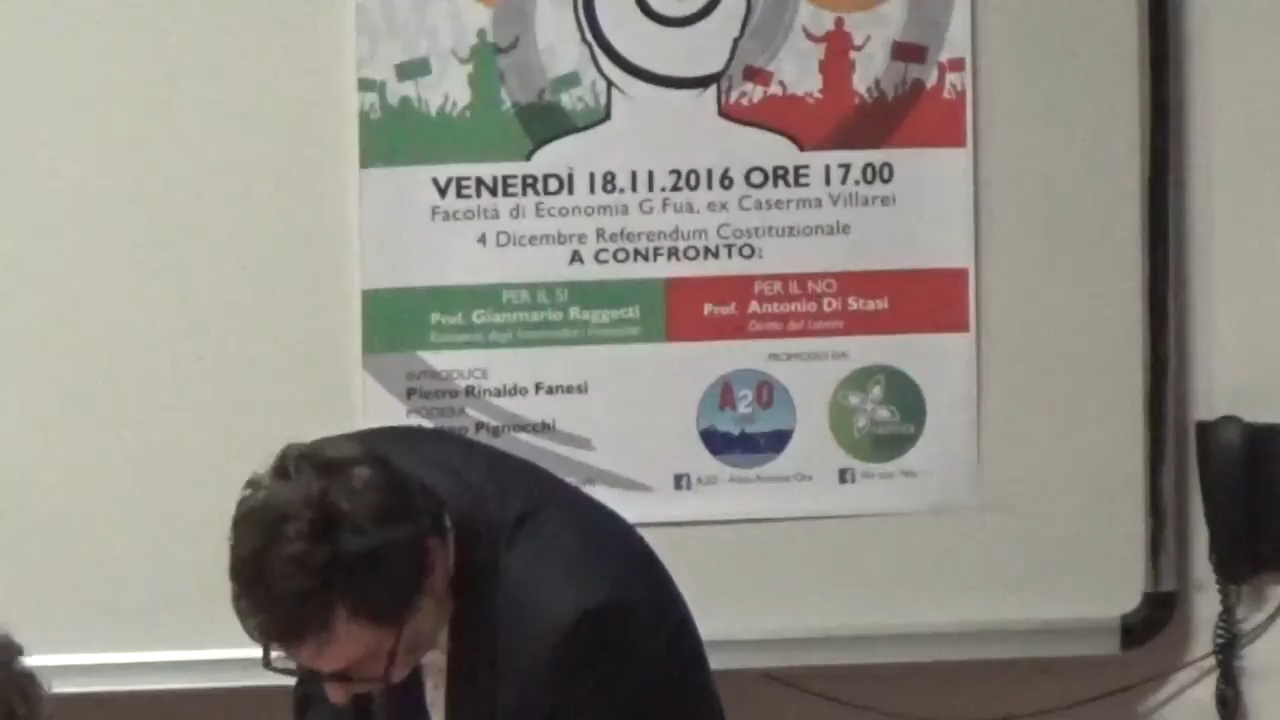 VENERDÌ 18.11.2016 ORE 17.00
Facoltà di Economia G.Fuà, ex Caserma Villarei
4 Dicembre Referendum Costituzionale
A CONFRONTO:
PER IL SI
Prof. Gianmario Raggetti
PER IL NO
Prof. Antonio Di Stasi
Diritto del Lavoro
INTRODUCE
Pietro Rinaldo Fanesi
MODERA
Pignocchi
PROMOSSO DA:
A2O